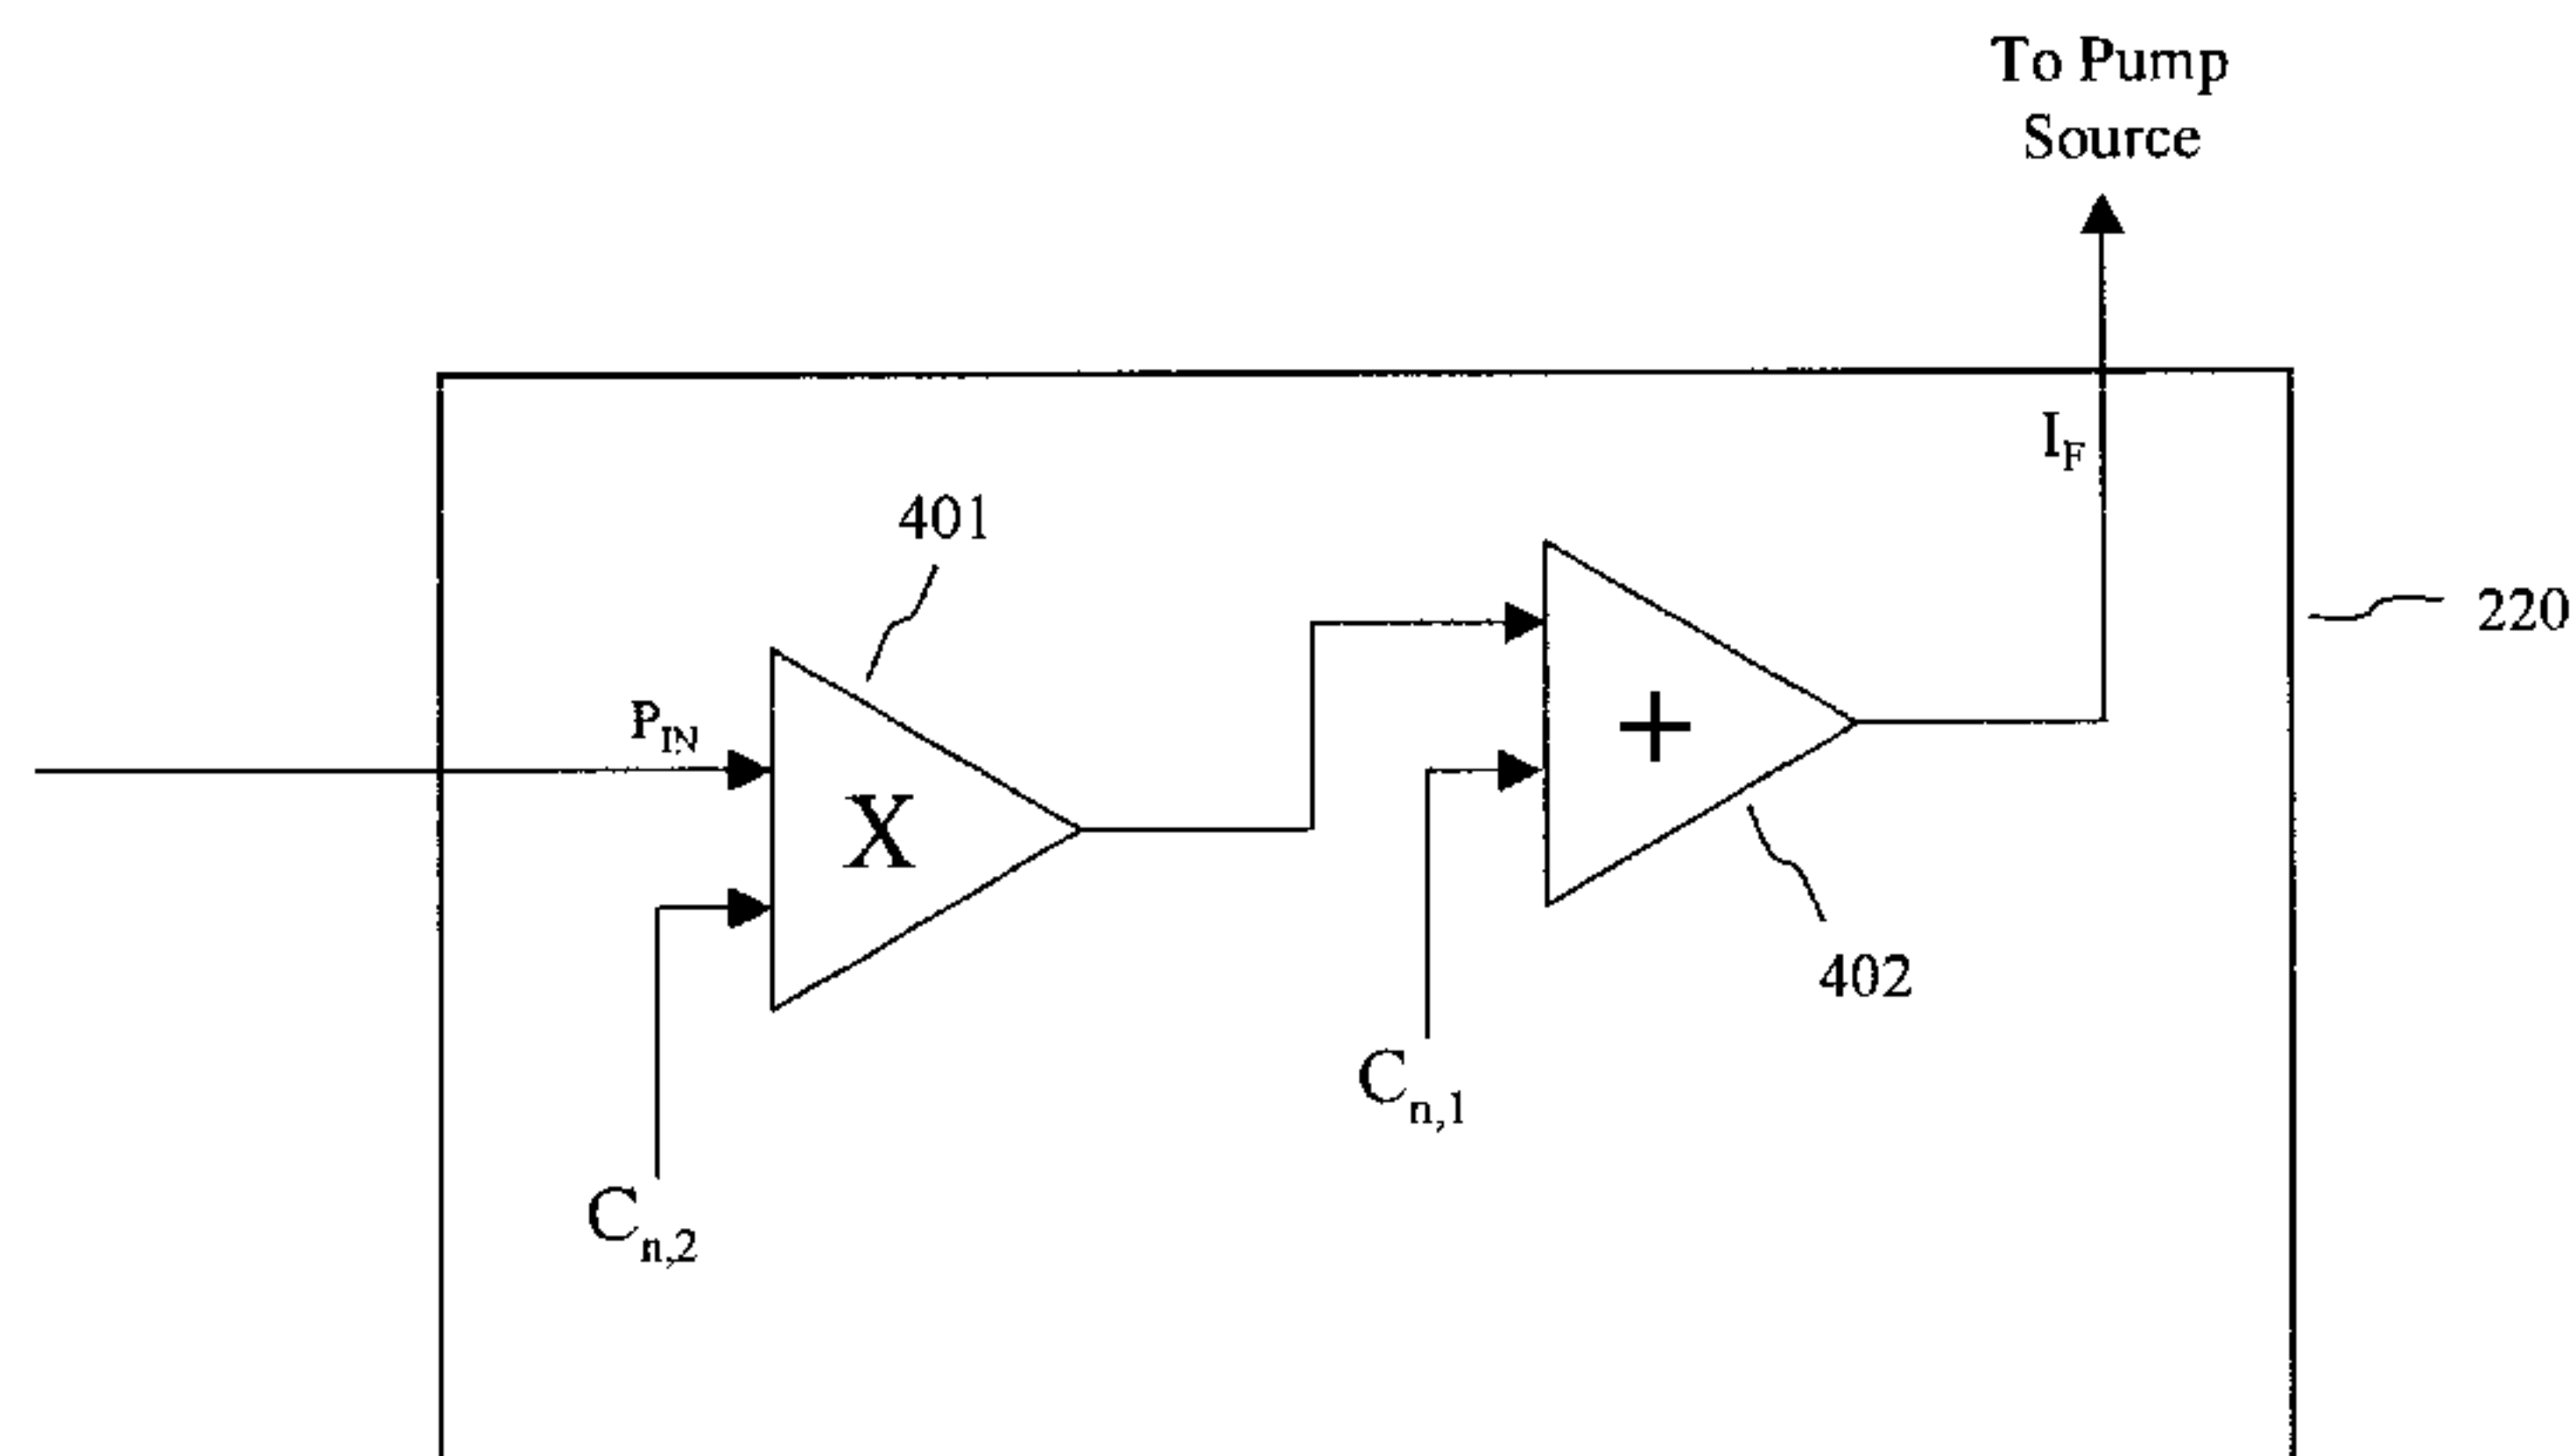 To Pump
Source
I_F
401
220
P_IN
X
+
402
C_n,1
C_n,2